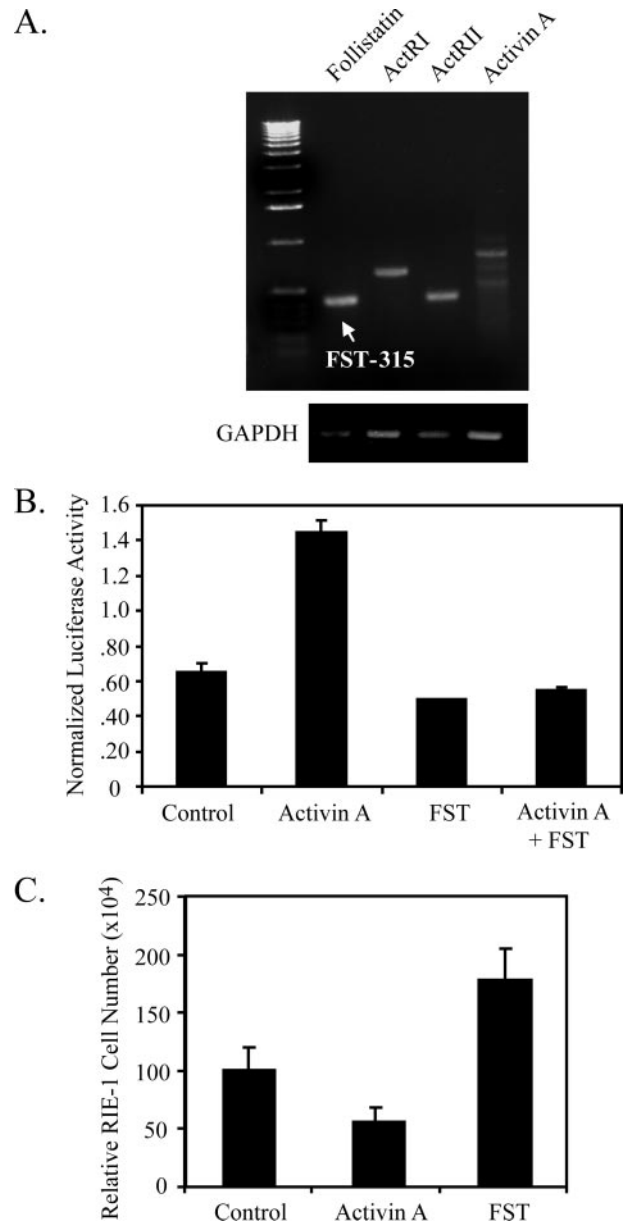 A.
Follistatin
ActRI
ActRII
Activin A
FST-315
GAPDH
B.
Normalized Luciferase Activity
1.6
1.4
1.2
1.0
.80
.60
.40
.20
0
Control
Activin A
FST
Activin A
+ FST
C.
Relative RIE-1 Cell Number (x10⁴)
250
200
150
100
50
0
Control
Activin A
FST